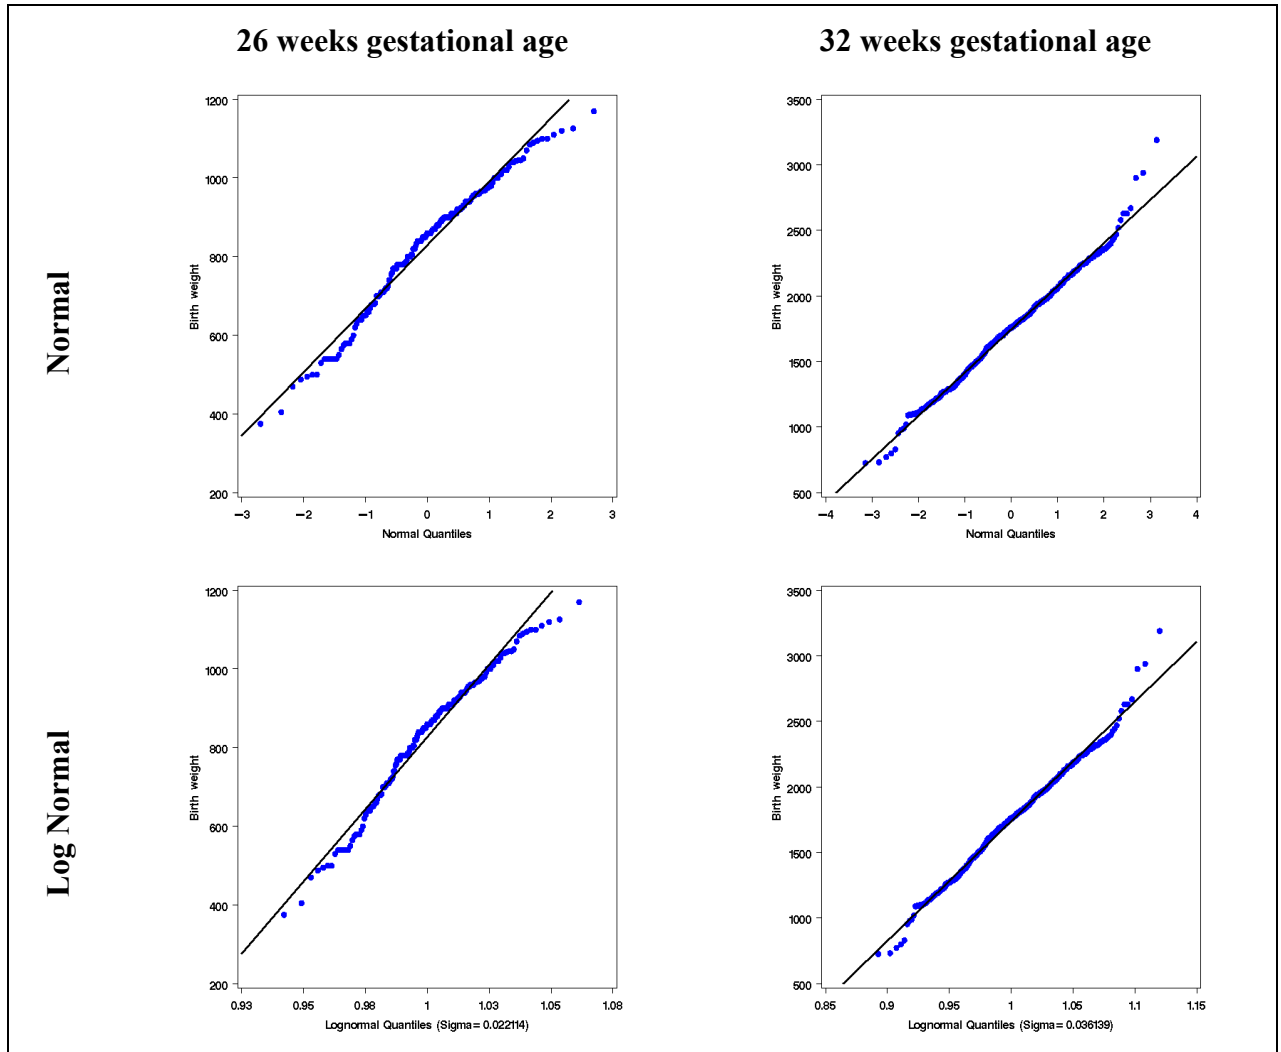 26 weeks gestational age
32 weeks gestational age
Normal
1200
1000
800
600
400
200
Birth weight
−3 −2 −1 0 1 2 3
Normal Quantiles
3500
3000
2500
2000
1500
1000
500
Birth weight
−4 −3 −2 −1 0 1 2 3 4
Normal Quantiles
Log Normal
1200
1000
800
600
400
200
Birth weight
0.93 0.95 0.98 1 1.03 1.05 1.08
Lognormal Quantiles (Sigma= 0.022114)
3500
3000
2500
2000
1500
1000
500
Birth weight
0.85 0.9 0.95 1 1.05 1.1 1.15
Lognormal Quantiles (Sigma= 0.036139)